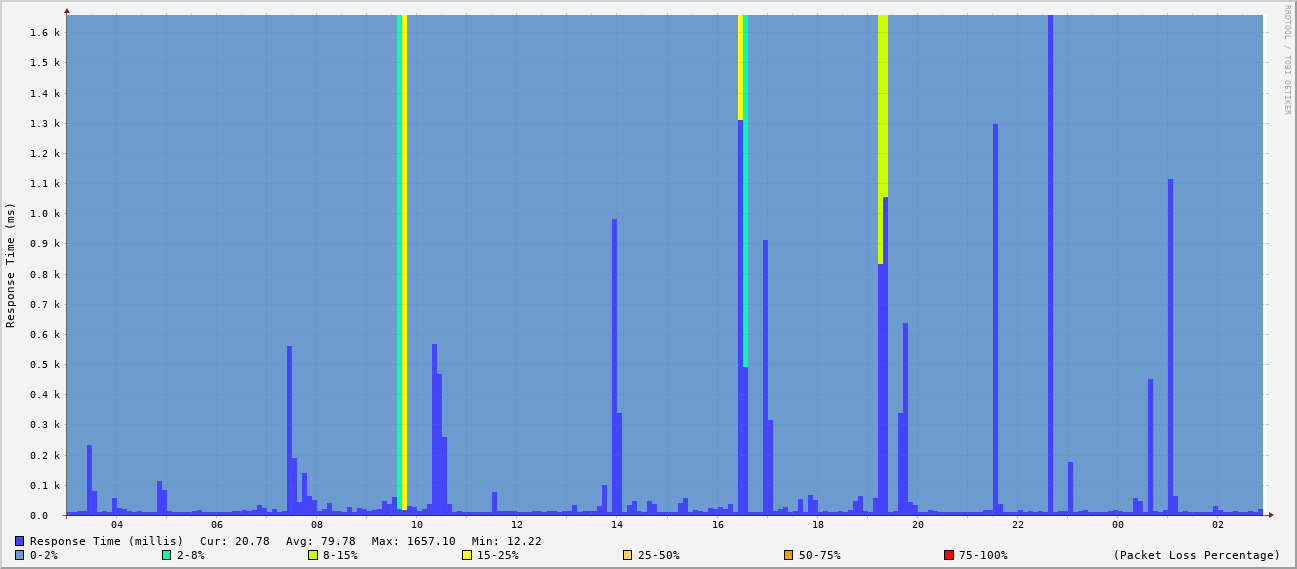 RRDTOOL / TOBI OETIKER
Response Time (ms)
1.6 k
1.5 k
1.4 k
1.3 k
1.2 k
1.1 k
1.0 k
0.9 k
0.8 k
0.7 k
0.6 k
0.5 k
0.4 k
0.3 k
0.2 k
0.1 k
0.0
04 06 08 10 12 14 16 18 20 22 00 02
Response Time (millis) Cur: 20.78 Avg: 79.78 Max: 1657.10 Min: 12.22
0-2% 2-8% 8-15% 15-25% 25-50% 50-75% 75-100% (Packet Loss Percentage)